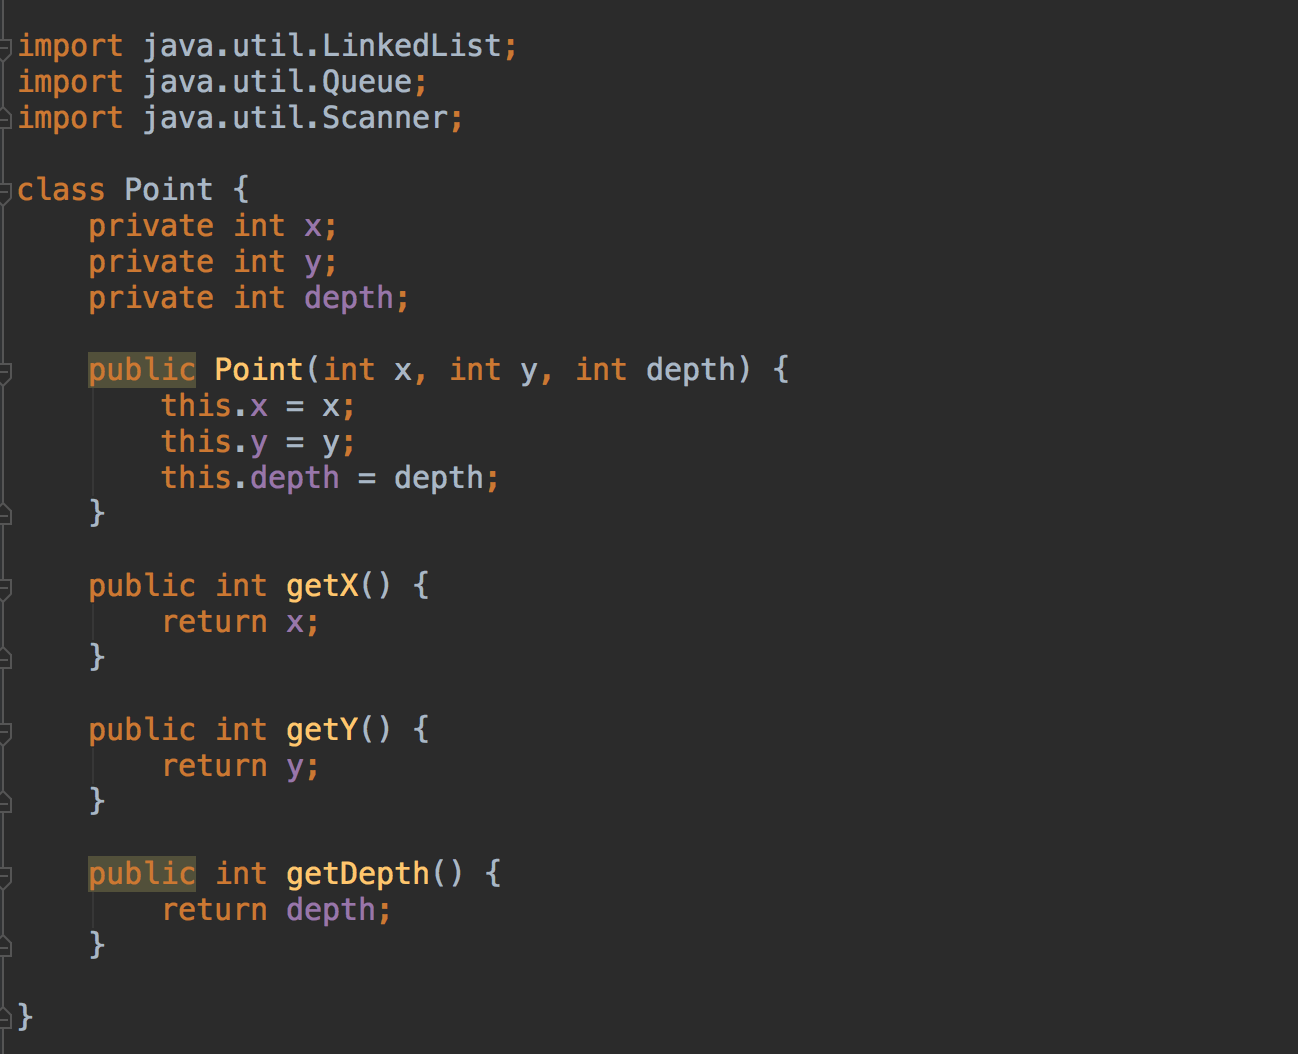 import java.util.LinkedList;
import java.util.Queue;
import java.util.Scanner;
class Point {
    private int x;
    private int y;
    private int depth;
    public Point(int x, int y, int depth) {
        this.x = x;
        this.y = y;
        this.depth = depth;
    }
    public int getX() {
        return x;
    }
    public int getY() {
        return y;
    }
    public int getDepth() {
        return depth;
    }
}